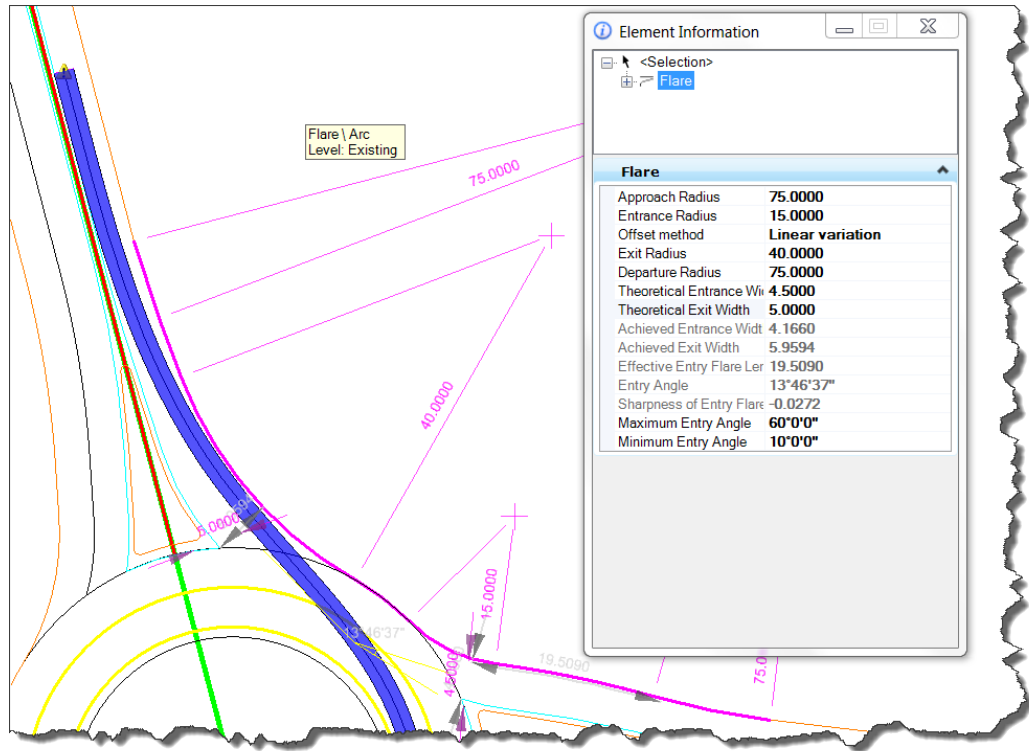 Element Information
<Selection>
Flare
Flare \ Arc
Level: Existing
Flare
Approach Radius 75.0000
Entrance Radius 15.0000
Offset method Linear variation
Exit Radius 40.0000
Departure Radius 75.0000
Theoretical Entrance Wi
Theoretical Exit Width 5.0000
4.5000
Achieved Entrance Widt 4.1660
Achieved Exit Width 5.9594
Effective Entry Flare Ler 19.5090
Entry Angle 13°46'37"
Sharpness of Entry Flare -0.0272
Maximum Entry Angle 60°0'0"
Minimum Entry Angle 10°0'0"
75.0000
40.0000
5.0000
15.0000
13°46'37"
4.5000
19.5090
75.0